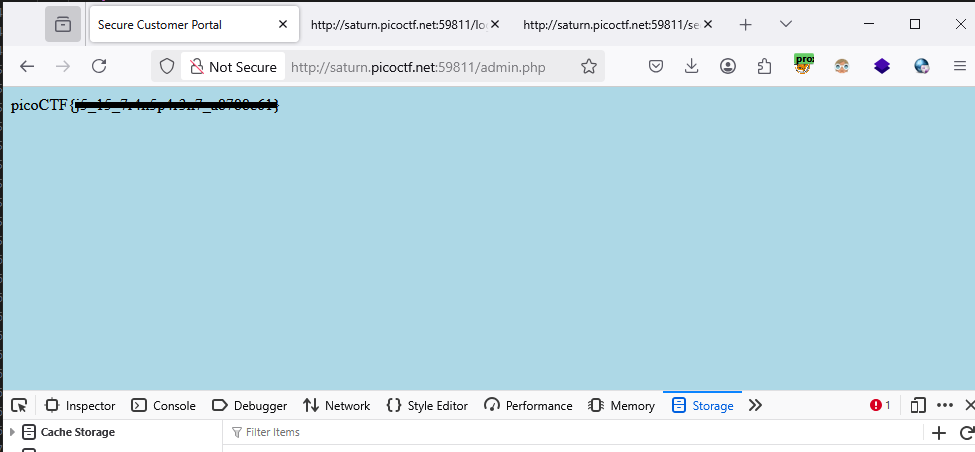 Secure Customer Portal
http://saturn.picoctf.net:59811/lo
http://saturn.picoctf.net:59811/se
Not Secure
http://saturn.picoctf.net:59811/admin.php
pro
picoCTF{
}
Inspector
Console
Debugger
Network
Style Editor
Performance
Memory
Storage
1
Cache Storage
Filter Items